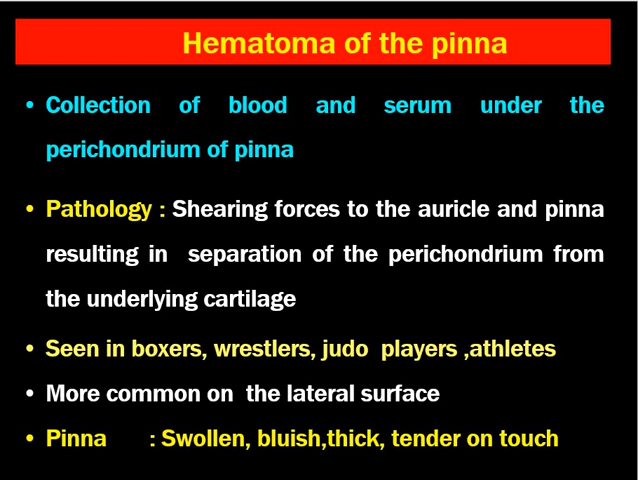 Hematoma of the pinna
• Collection of blood and serum under the
perichondrium of pinna
• Pathology : Shearing forces to the auricle and pinna
resulting in separation of the perichondrium from
the underlying cartilage
• Seen in boxers, wrestlers, judo players ,athletes
• More common on the lateral surface
• Pinna : Swollen, bluish,thick, tender on touch